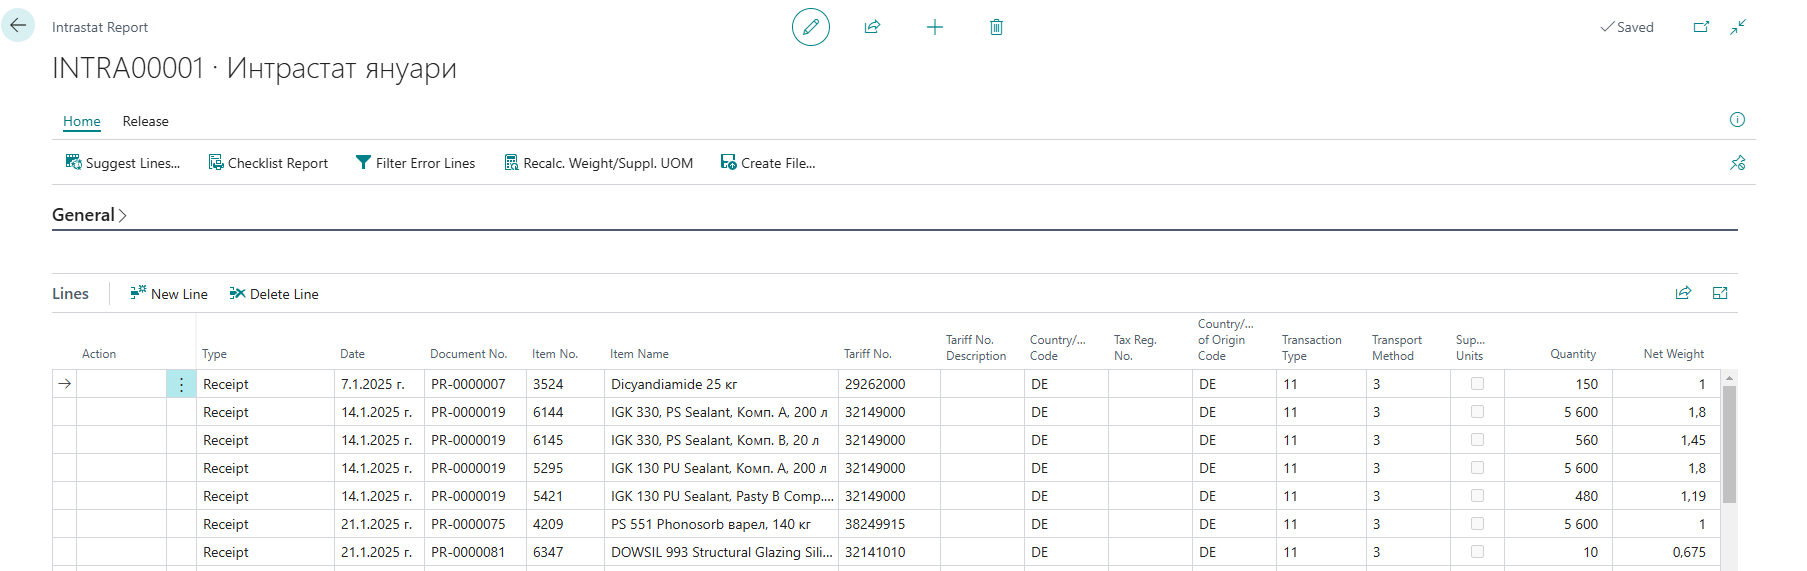 Intrastat Report
Saved
INTRA00001 · Интрастат януари
Home Release
Suggest Lines... Checklist Report Filter Error Lines Recalc. Weight/Suppl. UOM Create File...
General
Lines New Line Delete Line
Action Type Date Document No. Item No. Item Name Tariff No. Tariff No. Description Country/... Code Tax Reg. No. Country/... of Origin Code Transaction Type Transport Method Sup... Units Quantity Net Weight
Receipt 7.1.2025 г. PR-0000007 3524 Dicyandiamide 25 кг 29262000 DE DE 11 3 150 1
Receipt 14.1.2025 г. PR-0000019 6144 IGK 330, PS Sealant, Комп. А, 200 л 32149000 DE DE 11 3 5 600 1,8
Receipt 14.1.2025 г. PR-0000019 6145 IGK 330, PS Sealant, Комп. В, 20 л 32149000 DE DE 11 3 560 1,45
Receipt 14.1.2025 г. PR-0000019 5295 IGK 130 PU Sealant, Комп. А, 200 л 32149000 DE DE 11 3 5 600 1,8
Receipt 14.1.2025 г. PR-0000019 5421 IGK 130 PU Sealant, Pasty B Comp.... 32149000 DE DE 11 3 480 1,19
Receipt 21.1.2025 г. PR-0000075 4209 PS 551 Phonosorb варел, 140 кг 38249915 DE DE 11 3 5 600 1
Receipt 21.1.2025 г. PR-0000081 6347 DOWSIL 993 Structural Glazing Sili... 32141010 DE DE 11 3 10 0,675